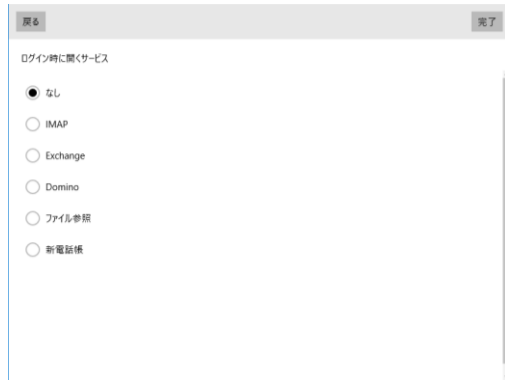 戻る
完了
ログイン時に開くサービス
なし
IMAP
Exchange
Domino
ファイル参照
新電話帳